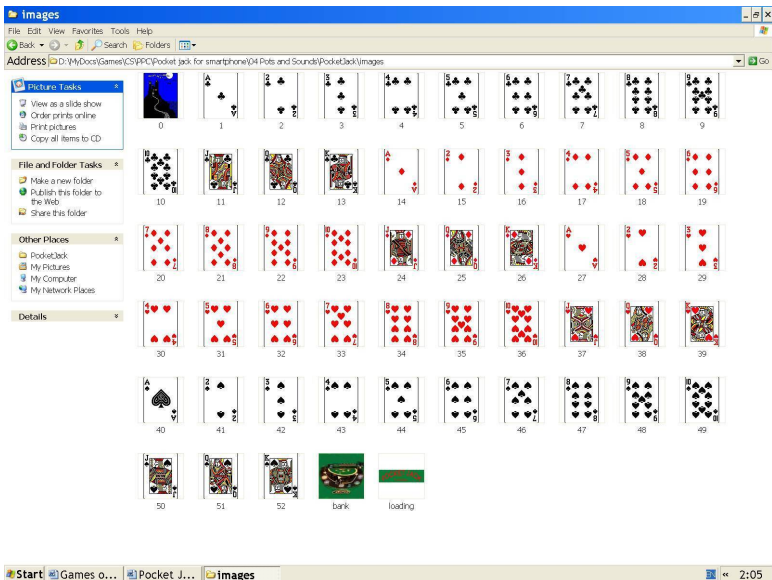 images
File Edit View Favorites Tools Help
Back Search Folders
Address D:\MyDocs\Games\CS\PPC\Pocket jack for smartphone\04 Pots and Sounds\PocketJack\images Go
Picture Tasks
View as a slide show
Order prints online
Print pictures
Copy all items to CD
File and Folder Tasks
Make a new folder
Publish this folder to
the Web
Share this folder
Other Places
PocketJack
My Pictures
My Computer
My Network Places
Details
0 1 2 3 4 5 6 7 8 9
10 11 12 13 14 15 16 17 18 19
20 21 22 23 24 25 26 27 28 29
30 31 32 33 34 35 36 37 38 39
40 41 42 43 44 45 46 47 48 49
50 51 52 bank loading
Start Games o... Pocket J... images EN « 2:05